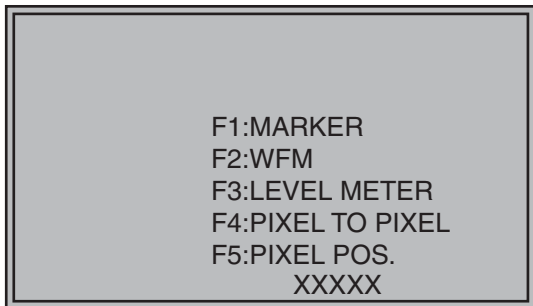 F1:MARKER
F2:WFM
F3:LEVEL METER
F4:PIXEL TO PIXEL
F5:PIXEL POS.
XXXXX